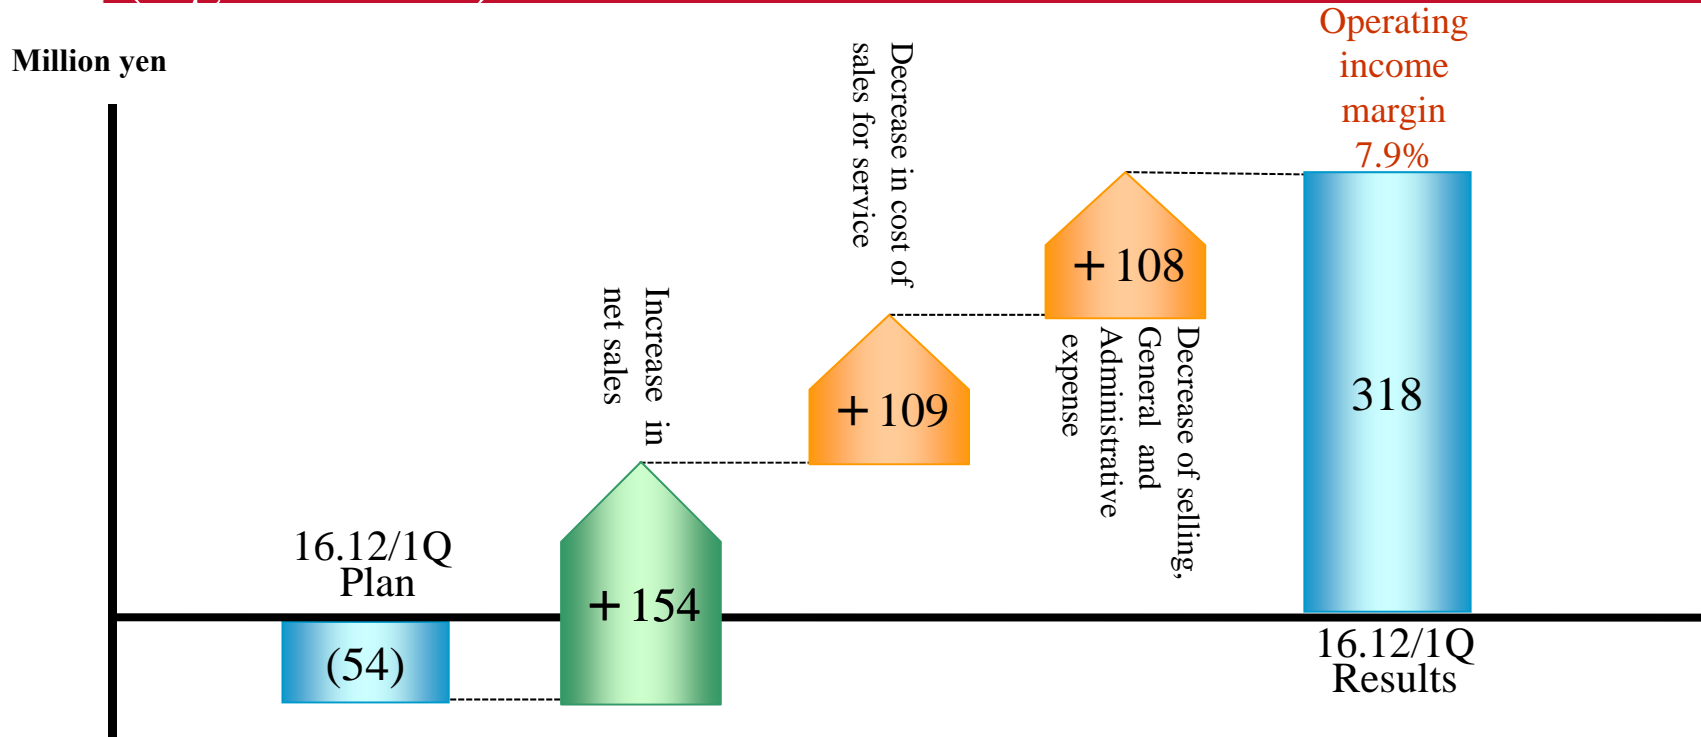 Million yen
Operating
income
margin
7.9%
Decrease in cost of
sales for service
Increase in
net sales
+108
+109
Decrease of selling,
General and
Administrative
expense
318
16.12/1Q
Plan
(54)
+154
16.12/1Q
Results